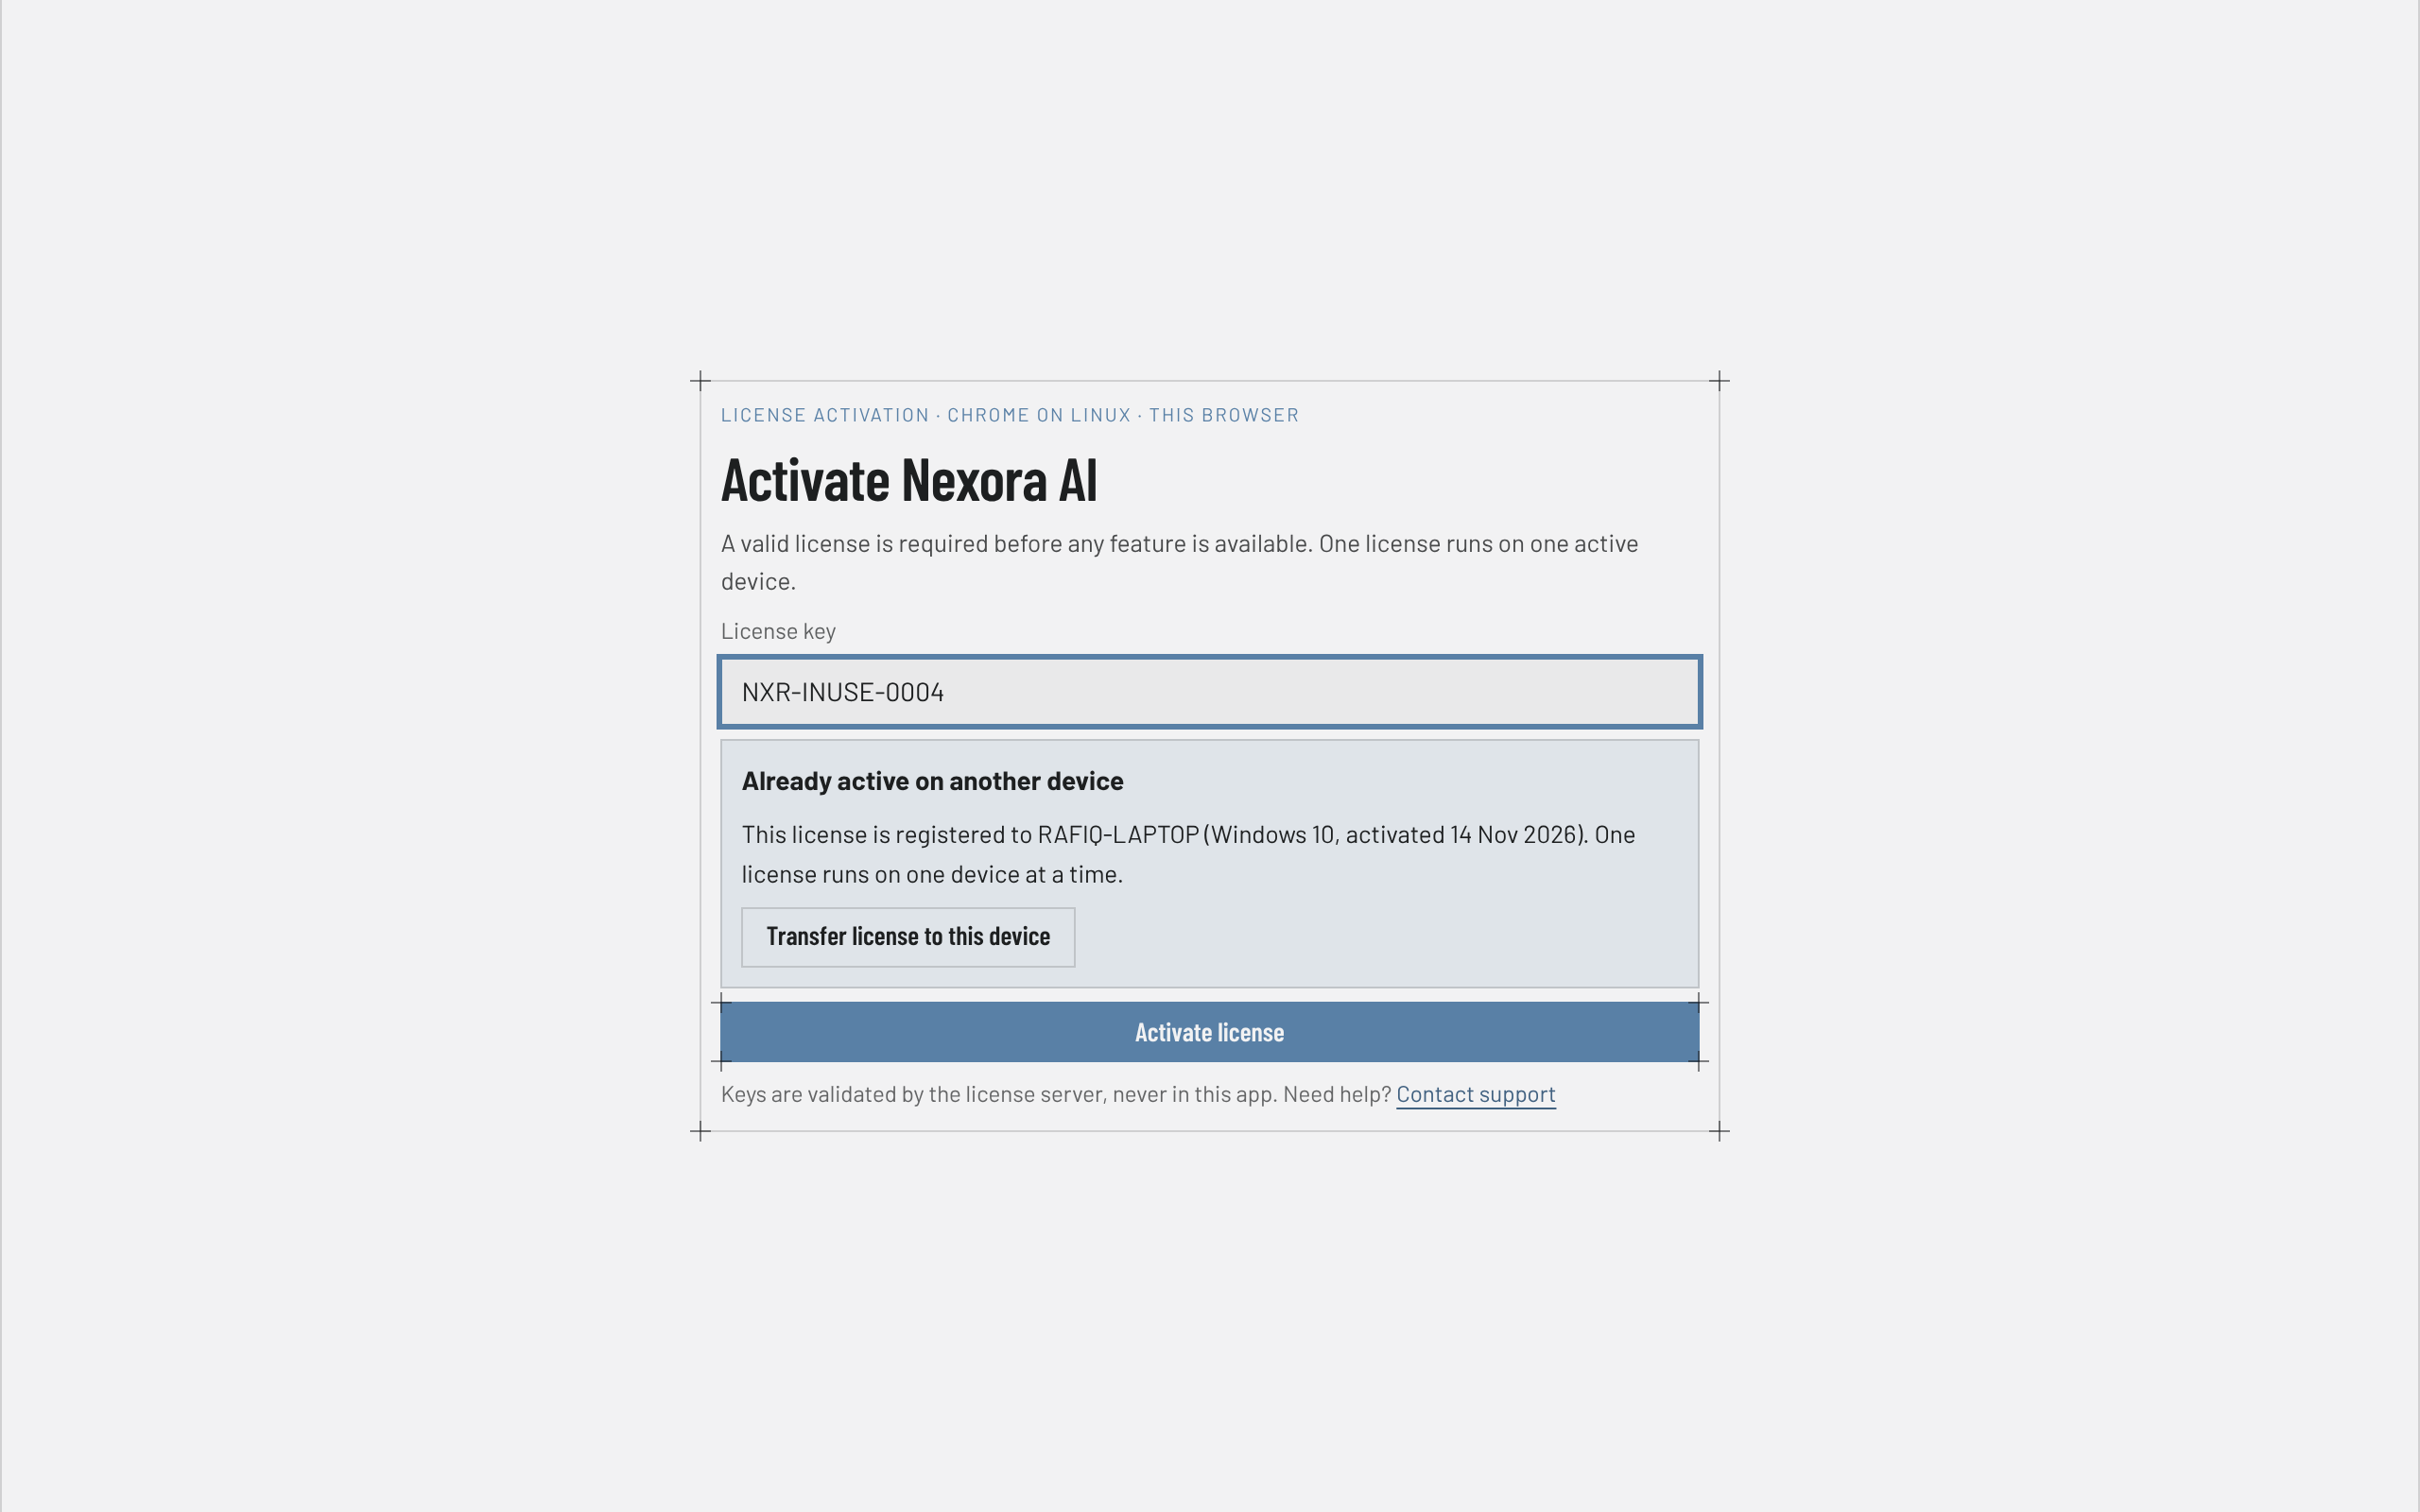 LICENSE ACTIVATION · CHROME ON LINUX · THIS BROWSER
Activate Nexora AI
A valid license is required before any feature is available. One license runs on one active
device.
License key
NXR-INUSE-0004
Already active on another device
This license is registered to RAFIQ-LAPTOP (Windows 10, activated 14 Nov 2026). One
license runs on one device at a time.
Transfer license to this device
Activate license
Keys are validated by the license server, never in this app. Need help? Contact support